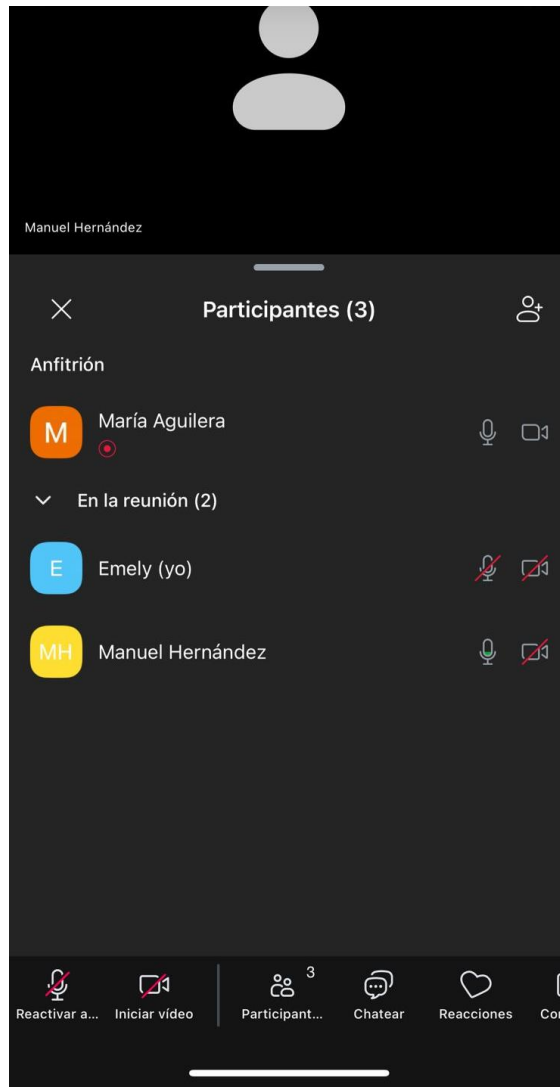 Manuel Hernández
Participantes (3)
Anfitrión
M
María Aguilera
En la reunión (2)
E
Emely (yo)
MH
Manuel Hernández
3
Reactivar a... Iniciar vídeo Participant... Chatear Reacciones